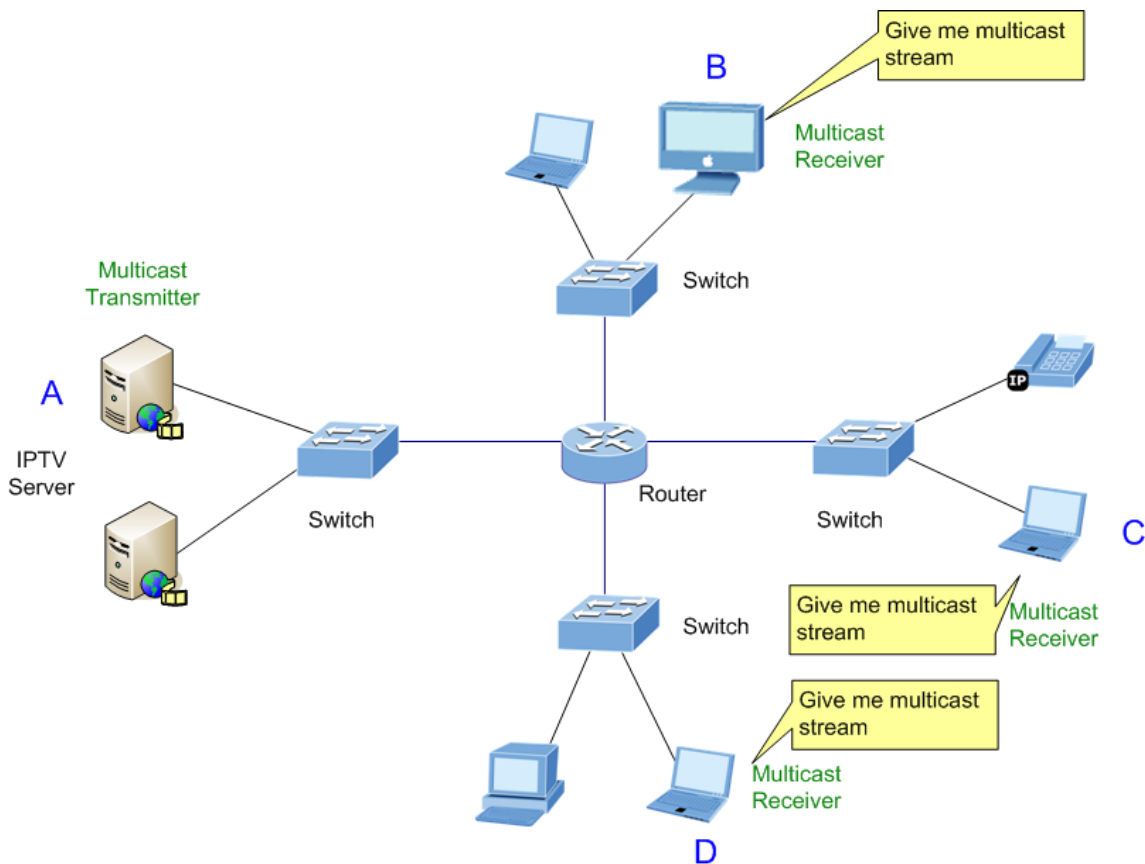 Give me multicast
stream
B
Multicast
Receiver
Switch
Multicast
Transmitter
A
IP
IPTV
Server
Router
Switch
Switch
C
Give me multicast
stream
Multicast
Receiver
Switch
Give me multicast
stream
Multicast
Receiver
D